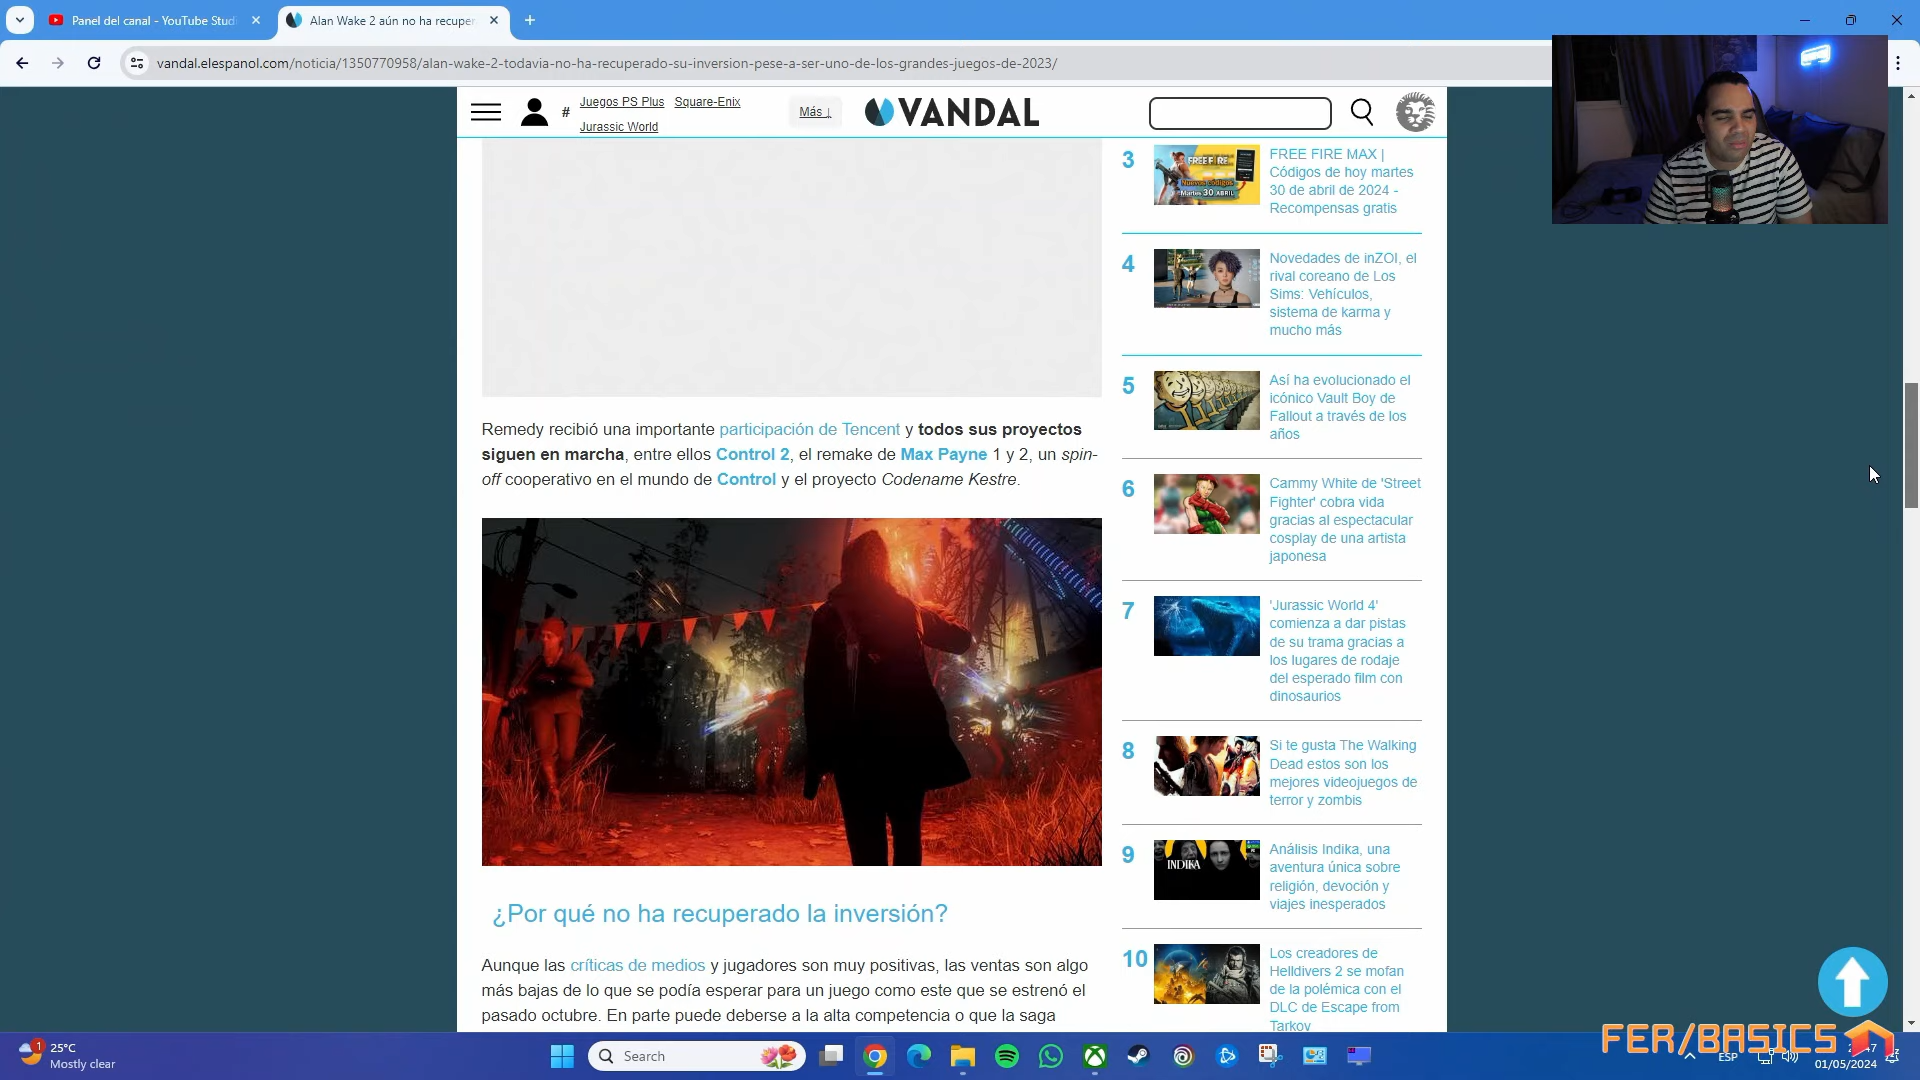 Panel del canal - YouTube Stud
Alan Wake 2 aún no ha recuper
vandal.elespanol.com/noticia/1350770958/alan-wake-2-todavia-no-ha-recuperado-su-inversion-pese-a-ser-uno-de-los-grandes-juegos-de-2023/
# Juegos PS Plus Square-Enix
Jurassic World
Más ↓
VANDAL
3
FREE FIRE MAX |
Códigos de hoy martes
30 de abril de 2024 -
Recompensas gratis
FREE FIRE
Nuevos Códigos
Martes 30 ABRIL
4
Novedades de inZOI, el
rival coreano de Los
Sims: Vehículos,
sistema de karma y
mucho más
5
Así ha evolucionado el
icónico Vault Boy de
Fallout a través de los
años
6
Cammy White de 'Street
Fighter' cobra vida
gracias al espectacular
cosplay de una artista
japonesa
7
'Jurassic World 4'
comienza a dar pistas
de su trama gracias a
los lugares de rodaje
del esperado film con
dinosaurios
8
Si te gusta The Walking
Dead estos son los
mejores videojuegos de
terror y zombis
9
INDIKA
Análisis Indika, una
aventura única sobre
religión, devoción y
viajes inesperados
10
Los creadores de
Helldivers 2 se mofan
de la polémica con el
DLC de Escape from
Tarkov
Remedy recibió una importante participación de Tencent y todos sus proyectos
siguen en marcha, entre ellos Control 2, el remake de Max Payne 1 y 2, un spin-
off cooperativo en el mundo de Control y el proyecto Codename Kestre.
¿Por qué no ha recuperado la inversión?
Aunque las críticas de medios y jugadores son muy positivas, las ventas son algo
más bajas de lo que se podía esperar para un juego como este que se estrenó el
pasado octubre. En parte puede deberse a la alta competencia o que la saga
FER/BASICS
1
25°C
Mostly clear
Search
ESP
47
01/05/2024